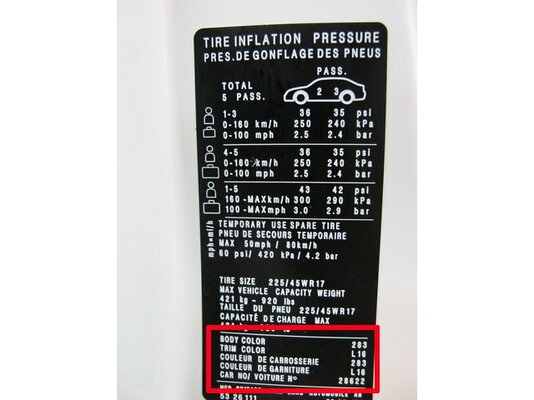 TIRE INFLATION PRESSURE
PRES.DE GONFLAGE DES PNEUS
PASS.
TOTAL
5 PASS. 2 3
1-3 36 35 psi
0-160 km/h 250 240 kPa
0-100 mph 2.5 2.4 bar
4-5 36 35 psi
0-160 km/h 250 240 kPa
0-100 mph 2.5 2.4 bar
1-5 43 42 psi
160-MAXkm/h 300 290 kPa
100-MAXmph 3.0 2.9 bar
mph=mi/h
TEMPORARY USE SPARE TIRE
PNEU DE SECOURS TEMPORAIRE
MAX 50mph / 80km/h
60 psi/ 420 kPa / 4.2 bar
TIRE SIZE 225/45WR17
MAX VEHICLE CAPACITY WEIGHT
421 kg - 920 lbs
TAILLE DU PNEU 225/45WR17
CAPACITÉ DE CHARGE MAX
BODY COLOR 283
TRIM COLOR L16
COULEUR DE CARROSSERIE 283
COULEUR DE GARNITURE L16
CAR NO/ VOITURE Nº 28622
AUTOMOBILE AB
53 26 111